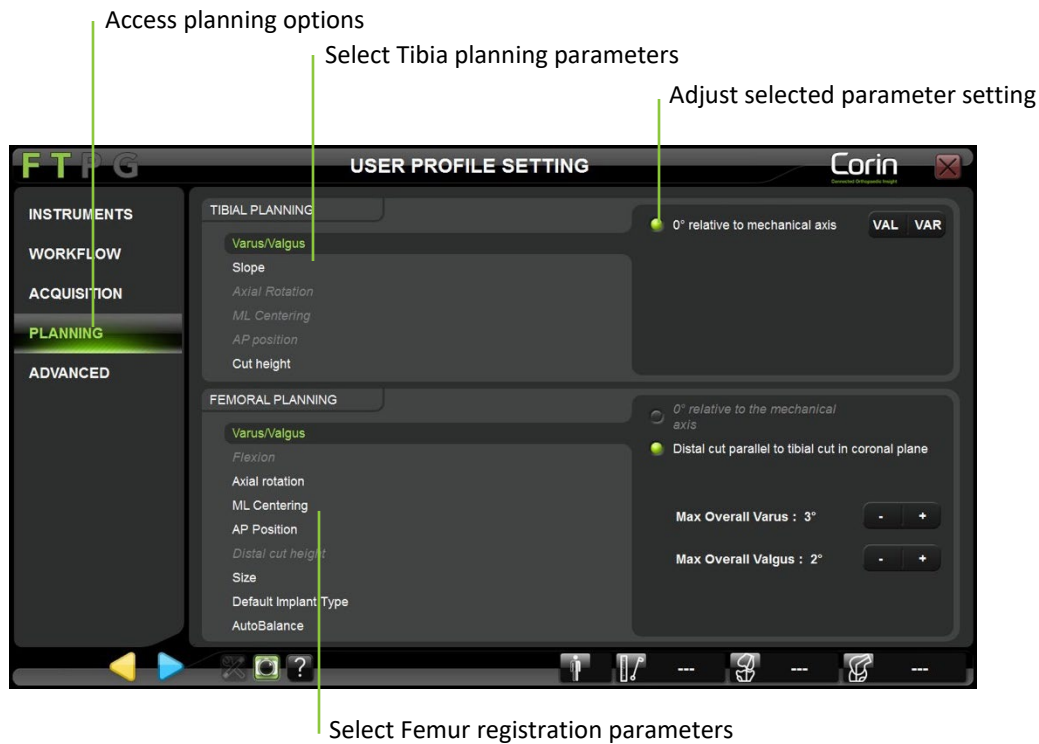 Access planning options
Select Tibia planning parameters
Adjust selected parameter setting
FTPG
USER PROFILE SETTING
Corin
Connected Orthopaedic Insight
INSTRUMENTS
WORKFLOW
ACQUISITION
PLANNING
ADVANCED
TIBIAL PLANNING
Varus/Valgus
Slope
Axial Rotation
ML Centering
AP position
Cut height
0° relative to mechanical axis
VAL VAR
FEMORAL PLANNING
Varus/Valgus
Flexion
Axial rotation
ML Centering
AP Position
Distal cut height
Size
Default Implant Type
AutoBalance
0° relative to the mechanical
axis
Distal cut parallel to tibial cut in coronal plane
Max Overall Varus : 3° - +
Max Overall Valgus : 2° - +
? --- --- ---
Select Femur registration parameters